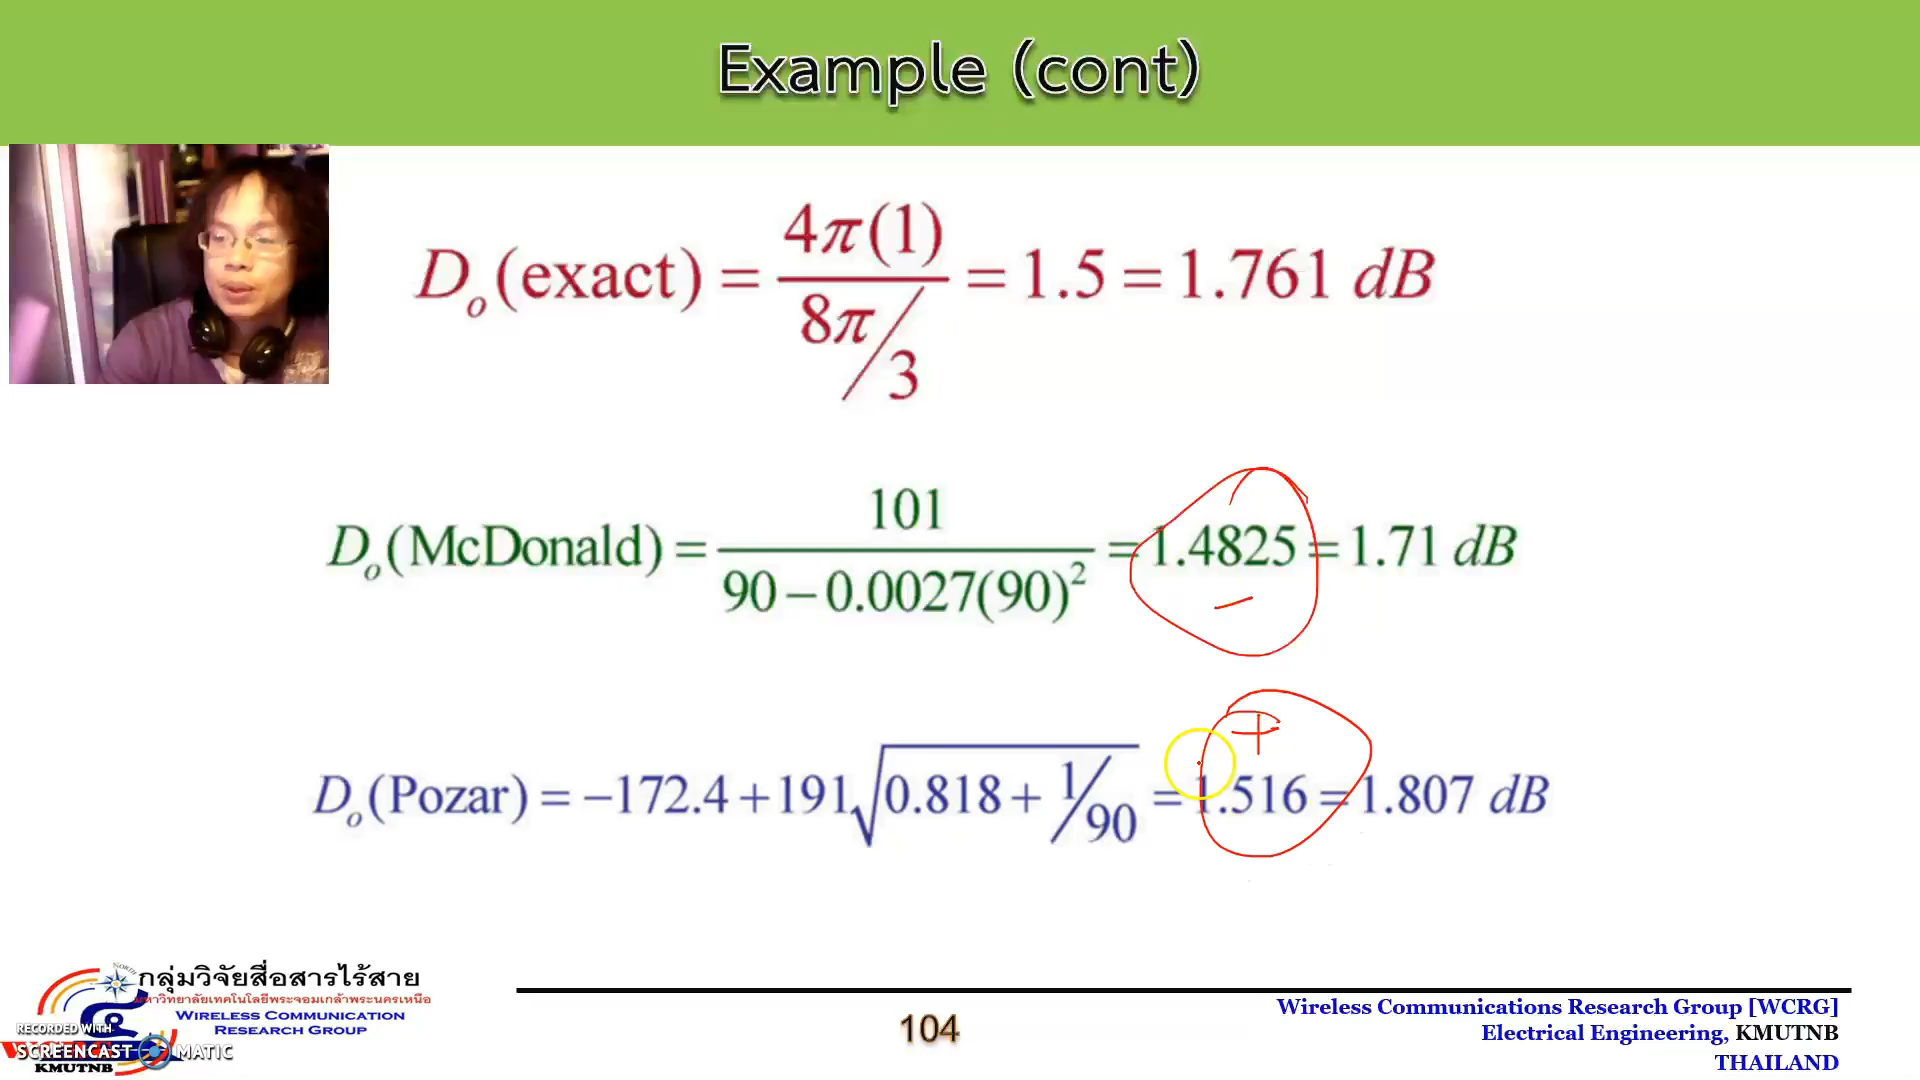 Example (cont)
D_o(exact) = 4π(1) / (8π/3) = 1.5 = 1.761 dB
D_o(McDonald) = 101 / (90 − 0.0027(90)^2) = 1.4825 = 1.71 dB
−
+
D_o(Pozar) = −172.4 + 191√(0.818 + 1/90) = 1.516 = 1.807 dB
NORTH
กลุ่มวิจัยสื่อสารไร้สาย
มหาวิทยาลัยเทคโนโลยีพระจอมเกล้าพระนครเหนือ
WIRELESS COMMUNICATION
RESEARCH GROUP
RECORDED WITH
SCREENCAST MATIC
KMUTNB
104
Wireless Communications Research Group [WCRG]
Electrical Engineering, KMUTNB
THAILAND